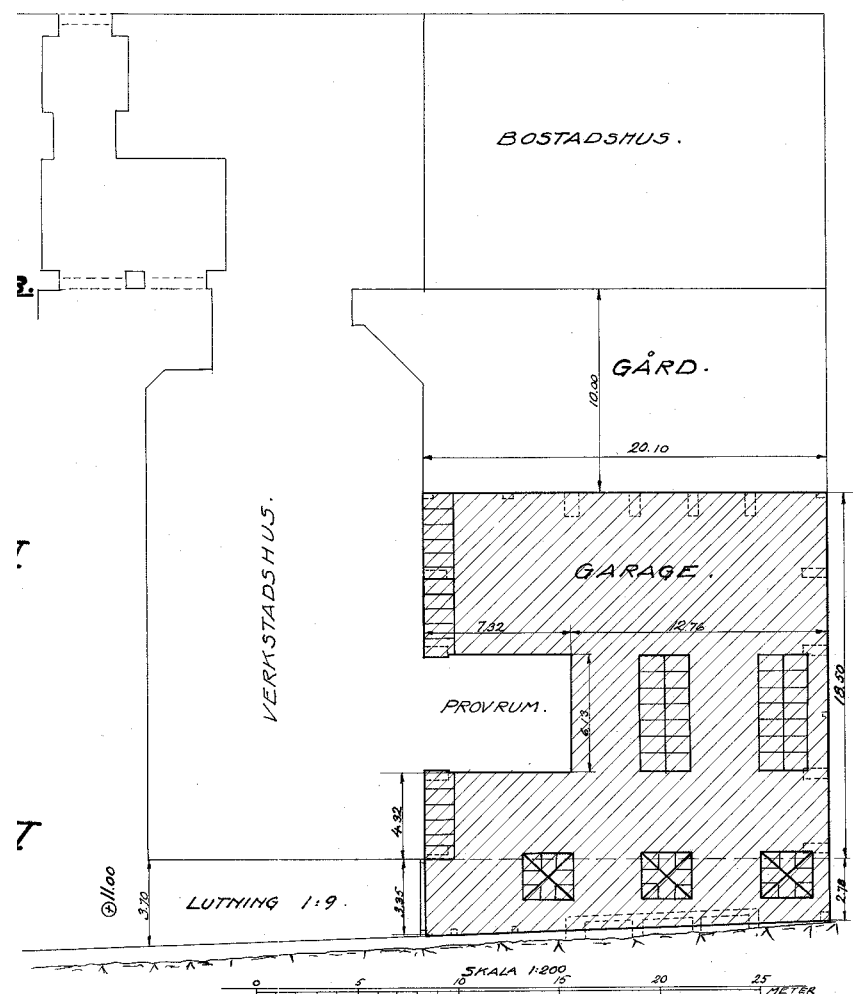 BOSTADSHUS.
B.
GÅRD.
10.00
20.10
VERKSTADSHUS.
GARAGE.
7.32
12.76
18.50
PROVRUM.
6.13
4.32
⊕11.00
3.70
LUTNING 1:9.
3.35
2.78
SKALA 1:200
0 5 10 15 20 25
METER